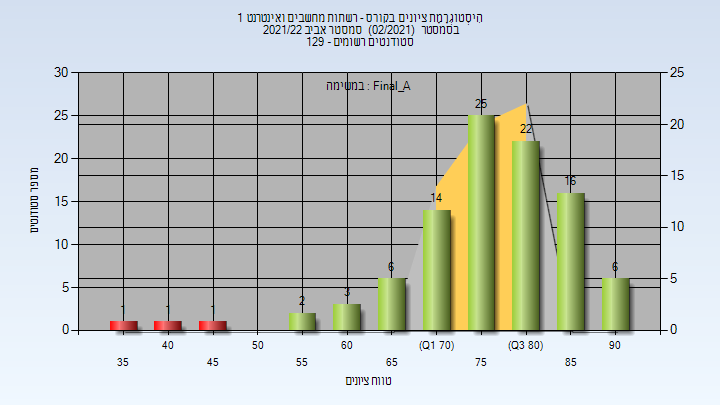 היסטוגרמת ציונים בקורס - רשתות מחשבים ואינטרנט 1
בסמסטר (02/2021) סמסטר אביב 2021/22
סטודנטים רשומים - 129
במשימה : Final_A
30 25 20 15 10 5 0
25 20 15 10 5 0
מספר סטודנטים
1 1 1 2 3 6 14 25 22 16 6
40 50 60 (Q1 70) (Q3 80) 90
35 45 55 65 75 85
טווח ציונים